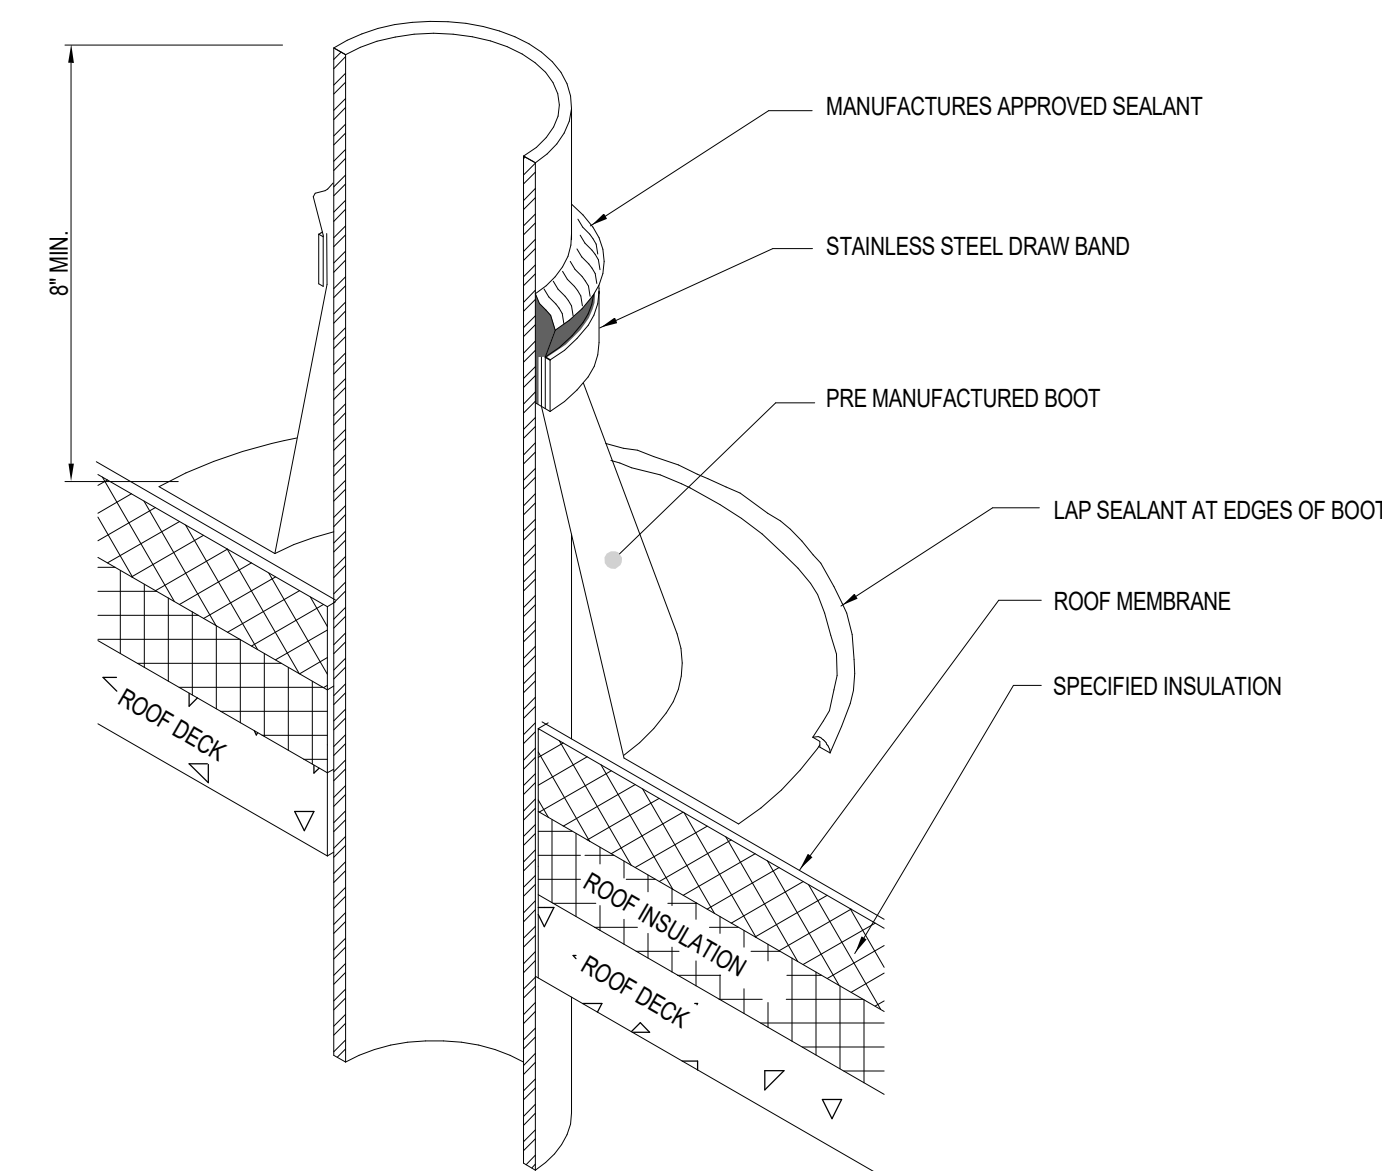 MANUFACTURES APPROVED SEALANT
STAINLESS STEEL DRAW BAND
8" MIN.
PRE MANUFACTURED BOOT
LAP SEALANT AT EDGES OF BOOT
ROOF MEMBRANE
SPECIFIED INSULATION
ROOF DECK
ROOF INSULATION
ROOF DECK